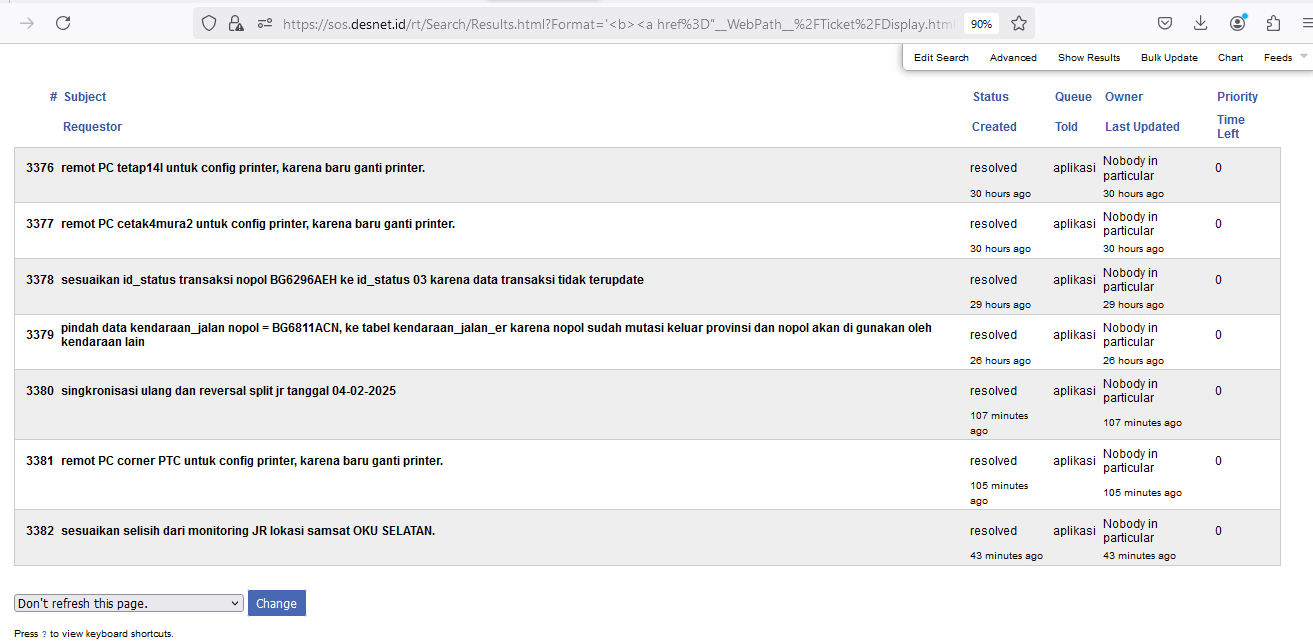 https://sos.desnet.id/rt/Search/Results.html?Format='<b><a href%3D"__WebPath__%2FTicket%2FDisplay.htm
90%
Edit Search Advanced Show Results Bulk Update Chart Feeds
# Subject Status Queue Owner Priority
Requestor Created Told Last Updated Time Left
3376 remot PC tetap14l untuk config printer, karena baru ganti printer. resolved aplikasi Nobody in particular 0
30 hours ago 30 hours ago
3377 remot PC cetak4mura2 untuk config printer, karena baru ganti printer. resolved aplikasi Nobody in particular 0
30 hours ago 30 hours ago
3378 sesuaikan id_status transaksi nopol BG6296AEH ke id_status 03 karena data transaksi tidak terupdate resolved aplikasi Nobody in particular 0
29 hours ago 29 hours ago
3379 pindah data kendaraan_jalan nopol = BG6811ACN, ke tabel kendaraan_jalan_er karena nopol sudah mutasi keluar provinsi dan nopol akan di gunakan oleh
kendaraan lain resolved aplikasi Nobody in particular 0
26 hours ago 26 hours ago
3380 singkronisasi ulang dan reversal split jr tanggal 04-02-2025 resolved aplikasi Nobody in particular 0
107 minutes ago 107 minutes ago
3381 remot PC corner PTC untuk config printer, karena baru ganti printer. resolved aplikasi Nobody in particular 0
105 minutes ago 105 minutes ago
3382 sesuaikan selisih dari monitoring JR lokasi samsat OKU SELATAN. resolved aplikasi Nobody in particular 0
43 minutes ago 43 minutes ago
Don't refresh this page. Change
Press ? to view keyboard shortcuts.